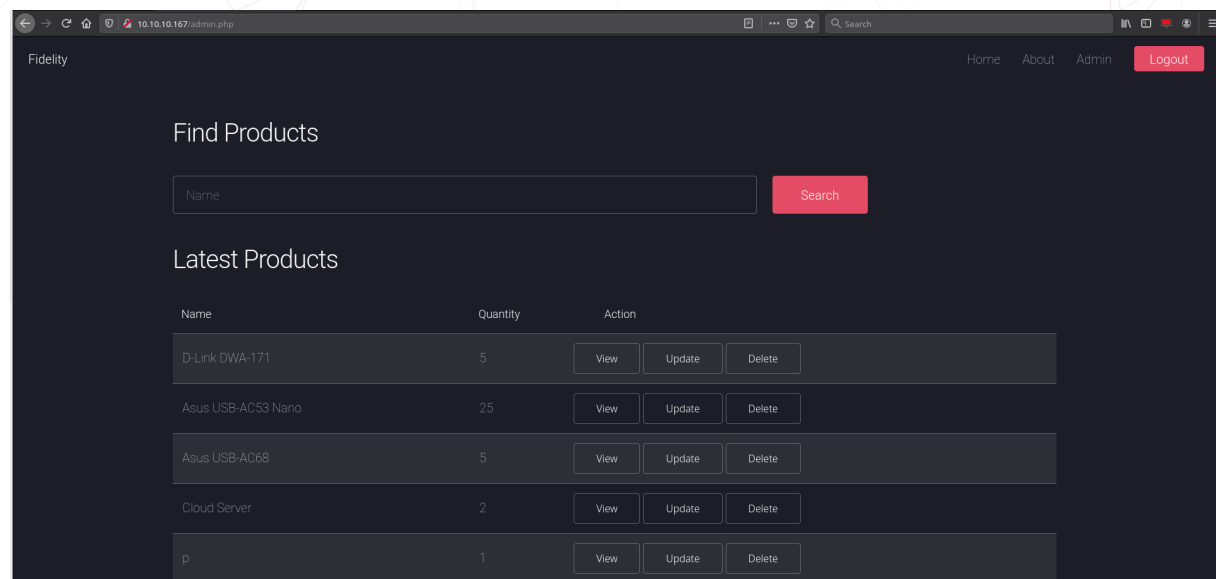 10.10.10.167/admin.php Search
Fidelity Home About Admin Logout
Find Products
Name Search
Latest Products
Name Quantity Action
D-Link DWA-171 5 View Update Delete
Asus USB-AC53 Nano 25 View Update Delete
Asus USB-AC68 5 View Update Delete
Cloud Server 2 View Update Delete
p 1 View Update Delete